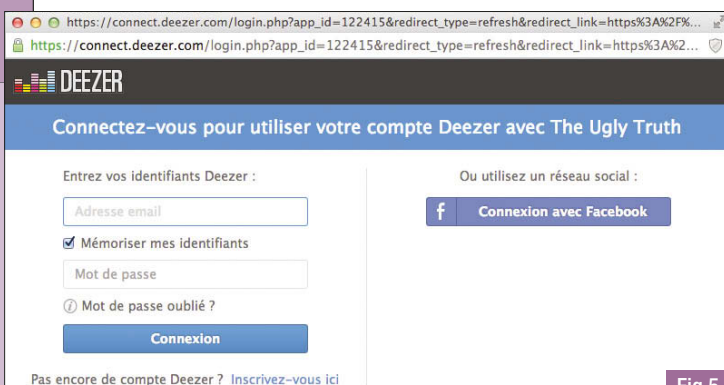 https://connect.deezer.com/login.php?app_id=122415&redirect_type=refresh&redirect_link=https%3A%2F%...
https://connect.deezer.com/login.php?app_id=122415&redirect_type=refresh&redirect_link=https%3A%2...
DEEZER
Connectez-vous pour utiliser votre compte Deezer avec The Ugly Truth
Entrez vos identifiants Deezer :
Adresse email
Mémoriser mes identifiants
Mot de passe
Mot de passe oublié ?
Connexion
Pas encore de compte Deezer ? Inscrivez-vous ici
Ou utilisez un réseau social :
f Connexion avec Facebook
Fig 5